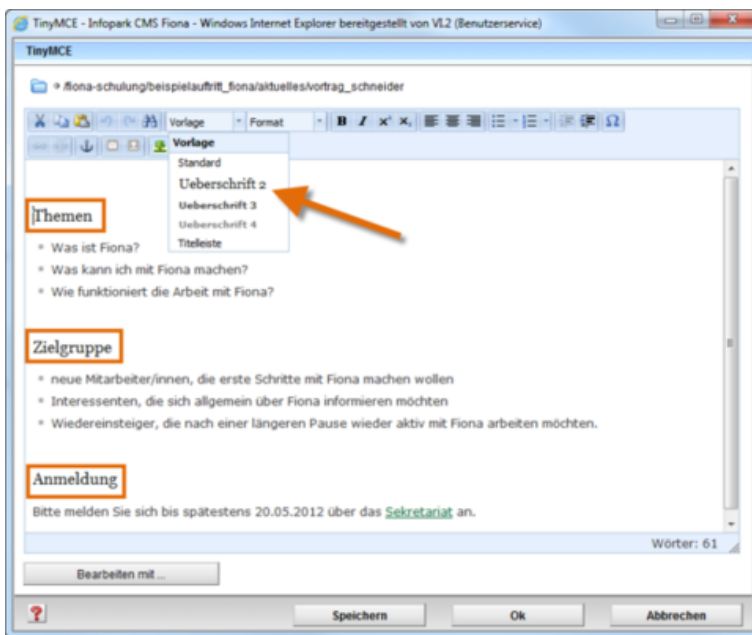 TinyMCE - Infopark CMS Fiona - Windows Internet Explorer bereitgestellt von VL2 (Benutzerservice)
TinyMCE
/fiona-schulung/beispielauftritt_fiona/aktuelles/vortrag_schneider
Vorlage Format B I x² x₂ Ω
Vorlage
Standard
Ueberschrift 2
Ueberschrift 3
Ueberschrift 4
Titelleiste
Themen
Was ist Fiona?
Was kann ich mit Fiona machen?
Wie funktioniert die Arbeit mit Fiona?
Zielgruppe
neue Mitarbeiter/innen, die erste Schritte mit Fiona machen wollen
Interessenten, die sich allgemein über Fiona informieren möchten
Wiedereinsteiger, die nach einer längeren Pause wieder aktiv mit Fiona arbeiten möchten.
Anmeldung
Bitte melden Sie sich bis spätestens 20.05.2012 über das Sekretariat an.
Wörter: 61
Bearbeiten mit ...
? Speichern Ok Abbrechen